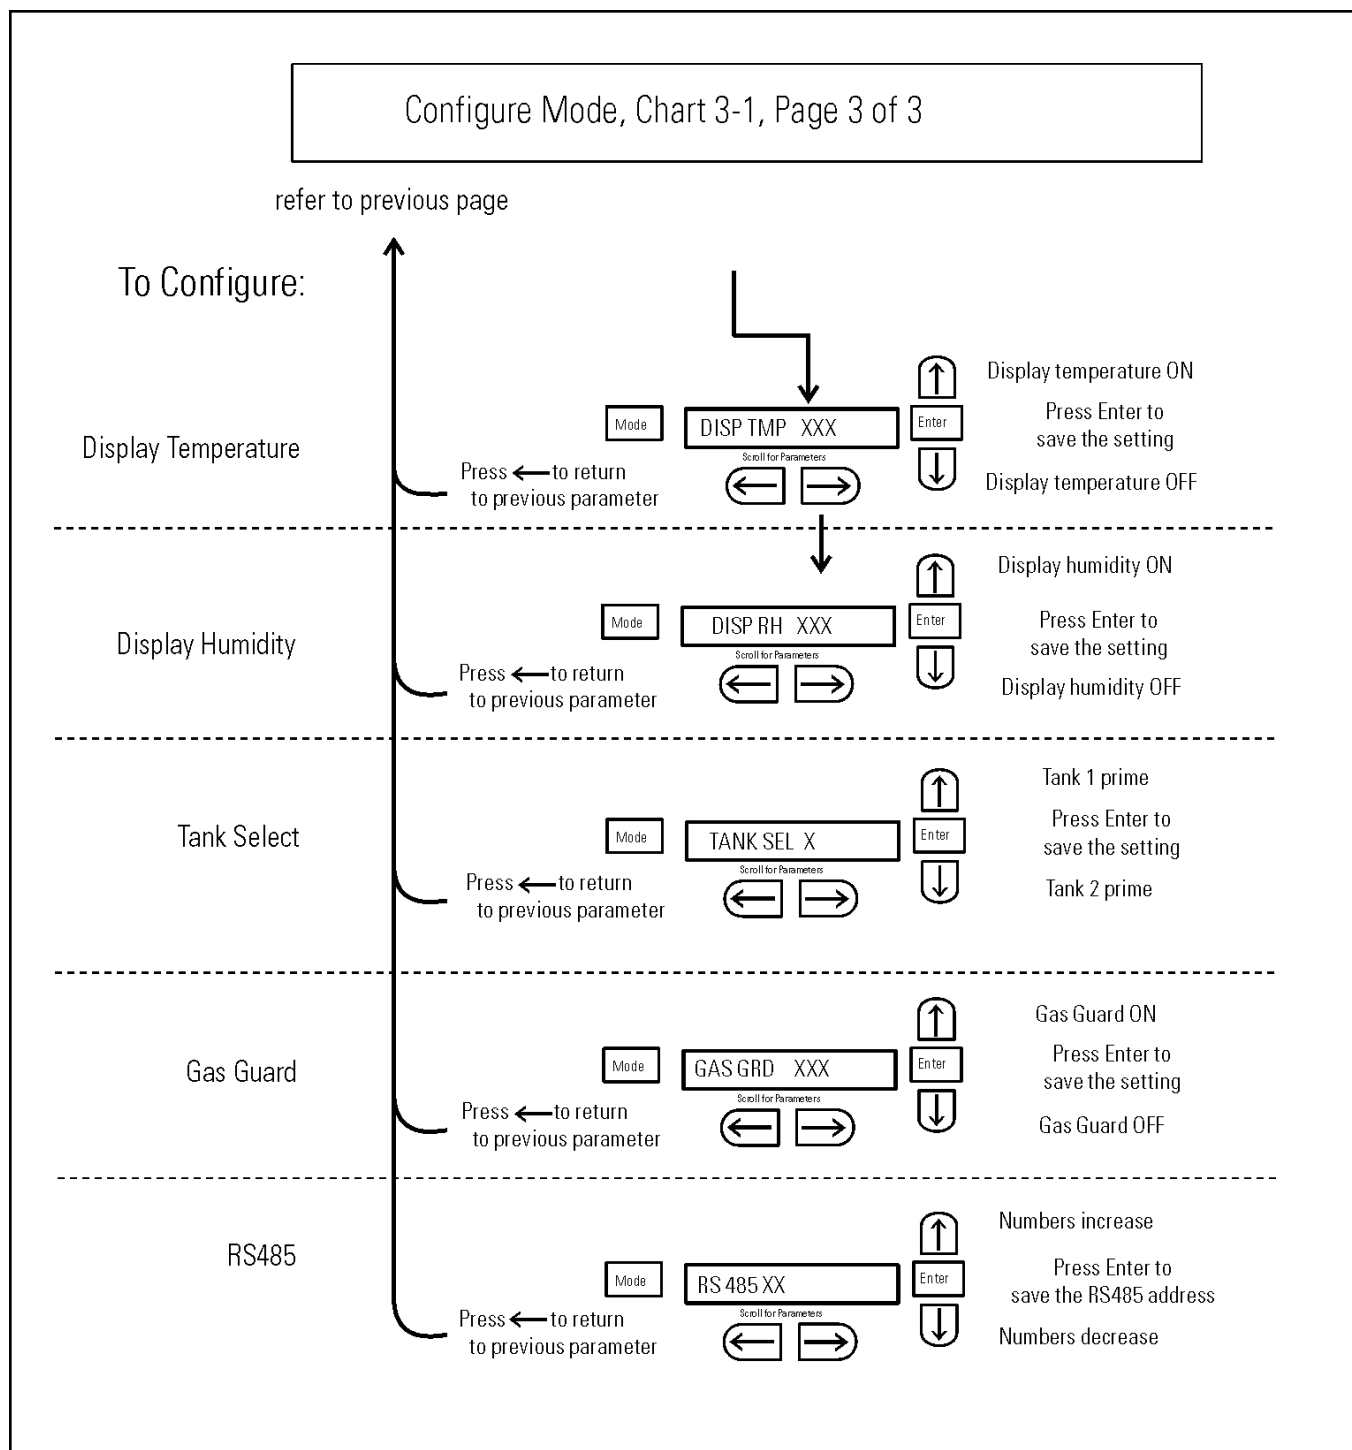 Configure Mode, Chart 3-1, Page 3 of 3
refer to previous page
To Configure:
Display Temperature
Press ← to return
to previous parameter
Mode
DISP TMP XXX
Scroll for Parameters
Enter
Display temperature ON
Press Enter to
save the setting
Display temperature OFF
Display Humidity
Press ← to return
to previous parameter
Mode
DISP RH XXX
Scroll for Parameters
Enter
Display humidity ON
Press Enter to
save the setting
Display humidity OFF
Tank Select
Press ← to return
to previous parameter
Mode
TANK SEL X
Scroll for Parameters
Enter
Tank 1 prime
Press Enter to
save the setting
Tank 2 prime
Gas Guard
Press ← to return
to previous parameter
Mode
GAS GRD XXX
Scroll for Parameters
Enter
Gas Guard ON
Press Enter to
save the setting
Gas Guard OFF
RS485
Press ← to return
to previous parameter
Mode
RS 485 XX
Scroll for Parameters
Enter
Numbers increase
Press Enter to
save the RS485 address
Numbers decrease